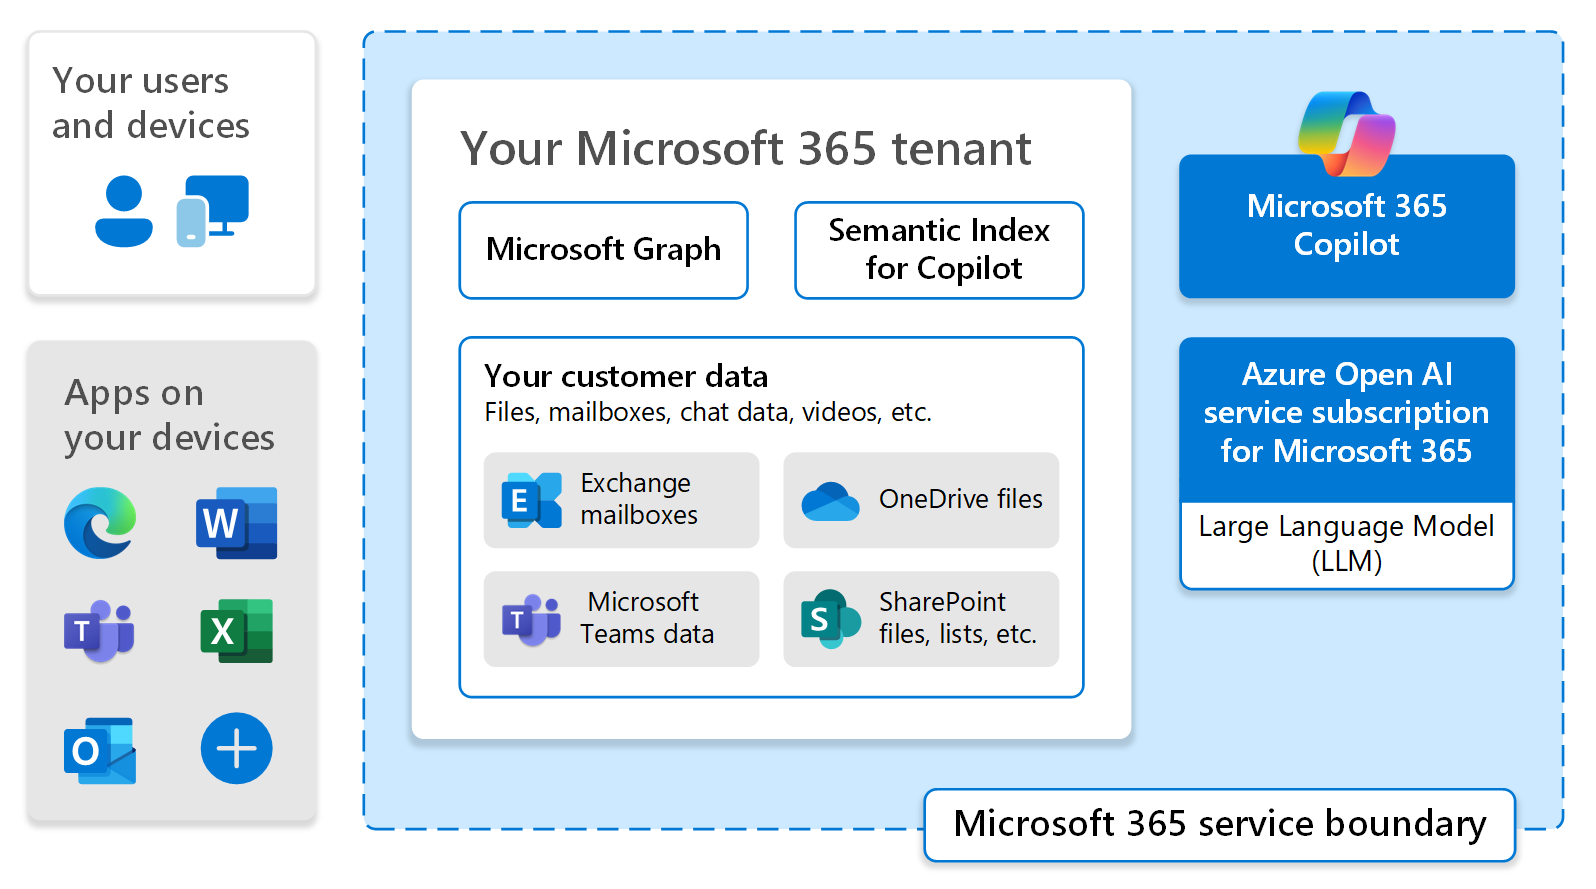 Your users
and devices
Apps on
your devices
W
T
X
O
Your Microsoft 365 tenant
Microsoft Graph
Semantic Index
for Copilot
Your customer data
Files, mailboxes, chat data, videos, etc.
E
Exchange
mailboxes
OneDrive files
T
Microsoft
Teams data
S
SharePoint
files, lists, etc.
Microsoft 365
Copilot
Azure Open AI
service subscription
for Microsoft 365
Large Language Model
(LLM)
Microsoft 365 service boundary